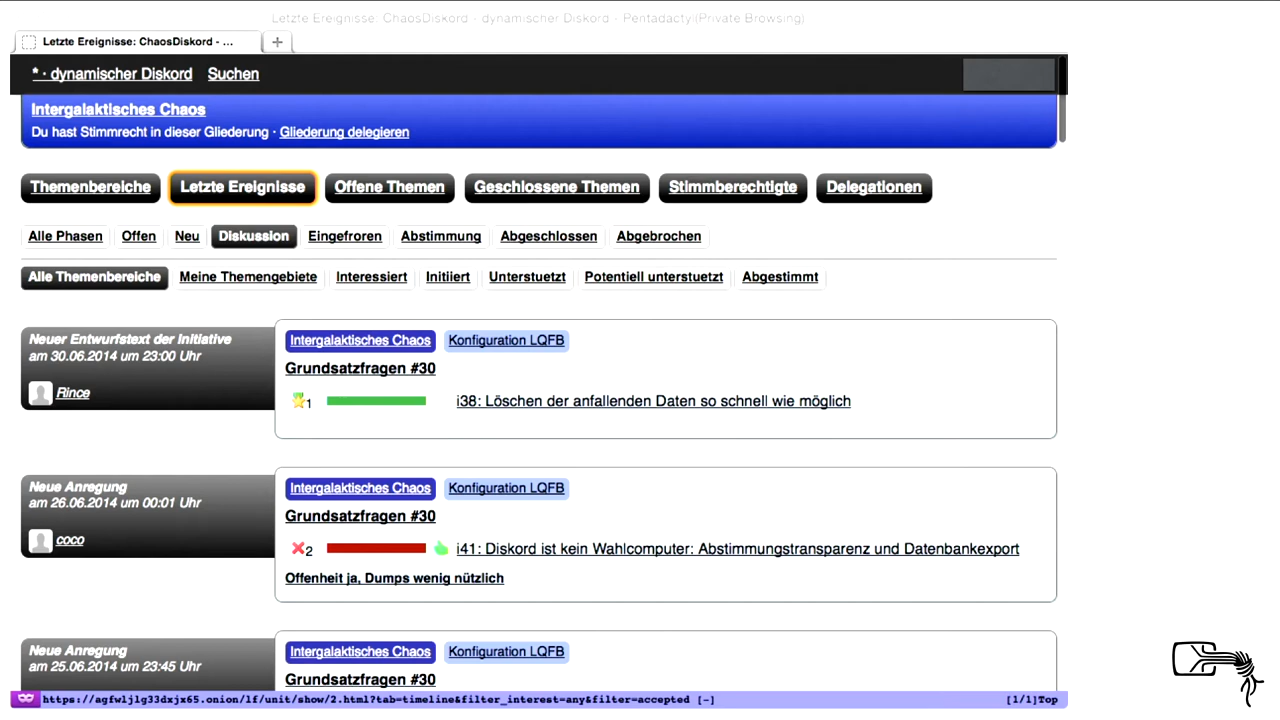 Letzte Ereignisse: ChaosDiskord - dynamischer Diskord - Pentadactyl(Private Browsing)
Letzte Ereignisse: ChaosDiskord - ...
* · dynamischer Diskord Suchen
Intergalaktisches Chaos
Du hast Stimmrecht in dieser Gliederung · Gliederung delegieren
Themenbereiche Letzte Ereignisse Offene Themen Geschlossene Themen Stimmberechtigte Delegationen
Alle Phasen Offen Neu Diskussion Eingefroren Abstimmung Abgeschlossen Abgebrochen
Alle Themenbereiche Meine Themengebiete Interessiert Initiiert Unterstuetzt Potentiell unterstuetzt Abgestimmt
Neuer Entwurfstext der Initiative
am 30.06.2014 um 23:00 Uhr
Rince
Intergalaktisches Chaos Konfiguration LQFB
Grundsatzfragen #30
1 i38: Löschen der anfallenden Daten so schnell wie möglich
Neue Anregung
am 26.06.2014 um 00:01 Uhr
coco
Intergalaktisches Chaos Konfiguration LQFB
Grundsatzfragen #30
2 i41: Diskord ist kein Wahlcomputer: Abstimmungstransparenz und Datenbankexport
Offenheit ja, Dumps wenig nützlich
Neue Anregung
am 25.06.2014 um 23:45 Uhr
Intergalaktisches Chaos Konfiguration LQFB
Grundsatzfragen #30
https://agfwljlg33dxjx65.onion/lf/unit/show/2.html?tab=timeline&filter_interest=any&filter=accepted [-] [1/1]Top